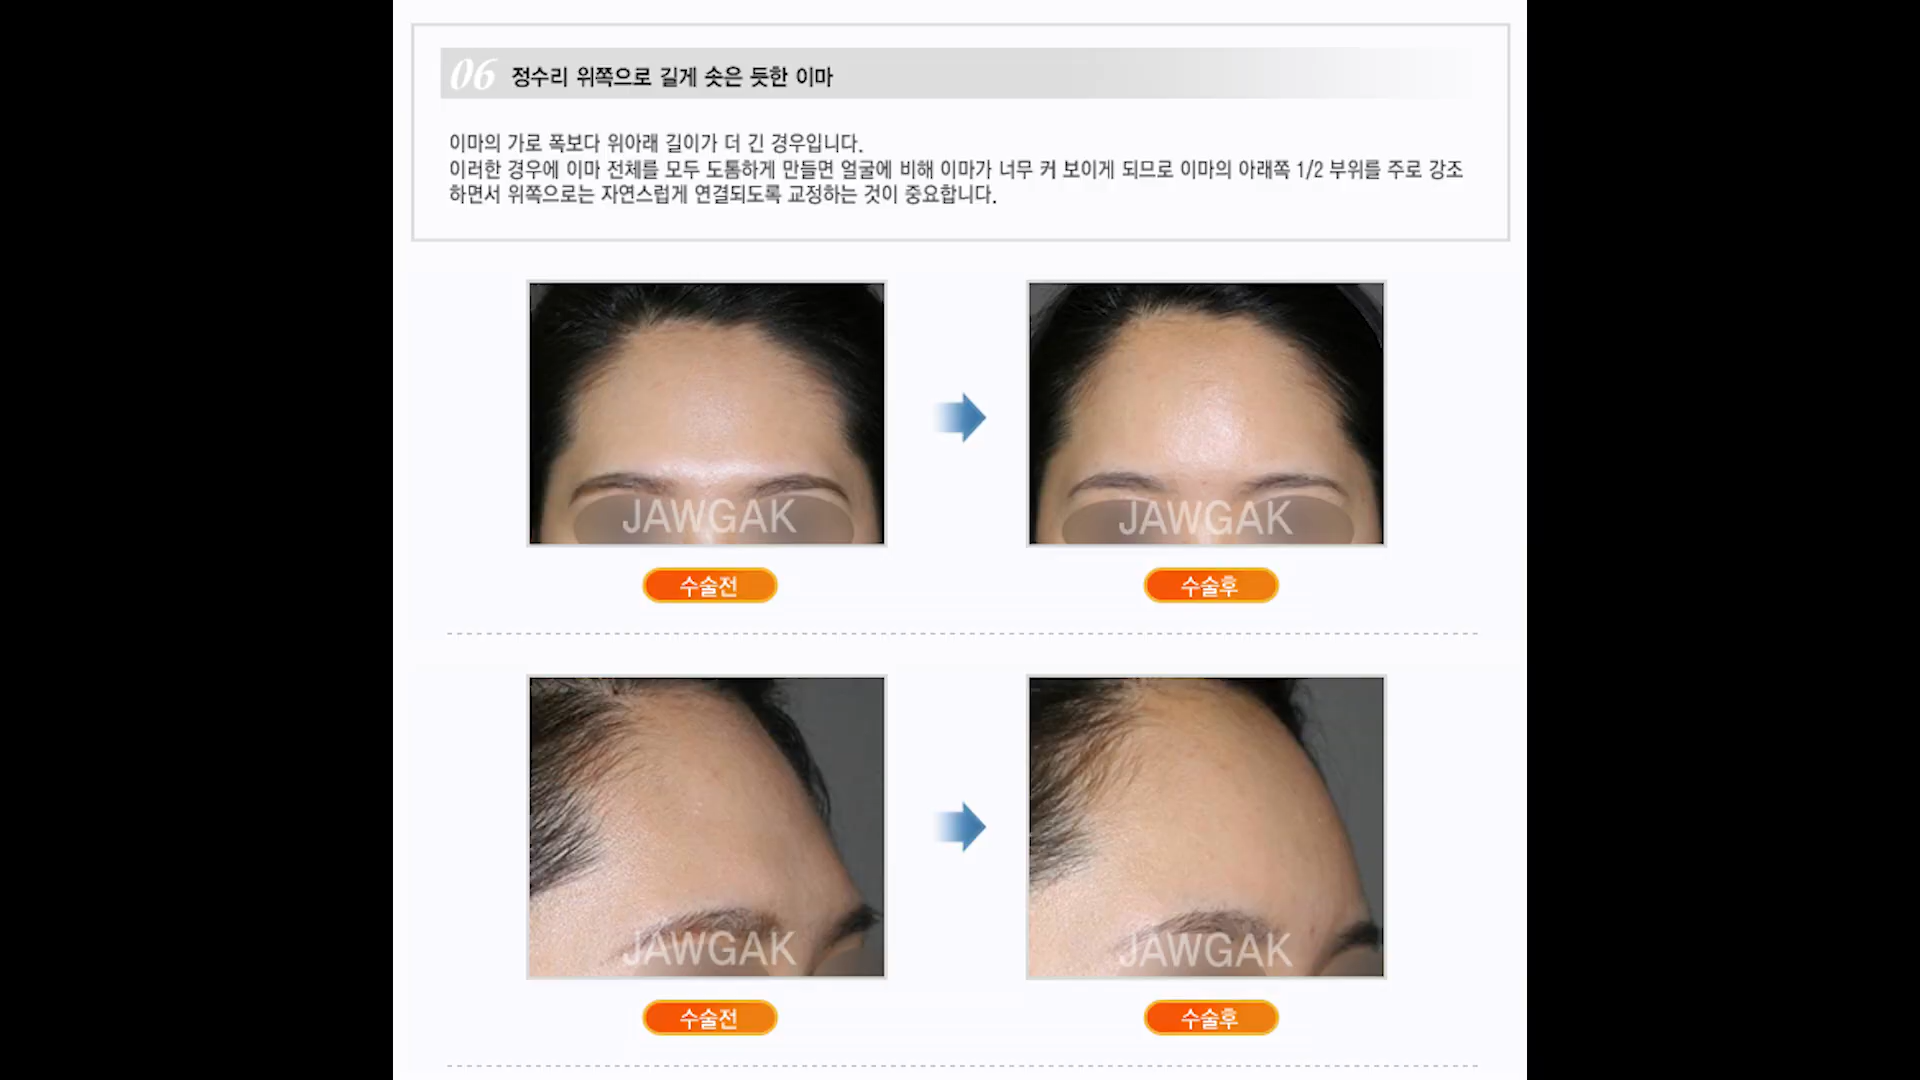 06 정수리 위쪽으로 길게 솟은 듯한 이마
이마의 가로 폭보다 위아래 길이가 더 긴 경우입니다.
이러한 경우에 이마 전체를 모두 도톰하게 만들면 얼굴에 비해 이마가 너무 커 보이게 되므로 이마의 아래쪽 1/2 부위를 주로 강조
하면서 위쪽으로는 자연스럽게 연결되도록 교정하는 것이 중요합니다.
JAWGAK
JAWGAK
수술전
수술후
JAWGAK
JAWGAK
수술전
수술후